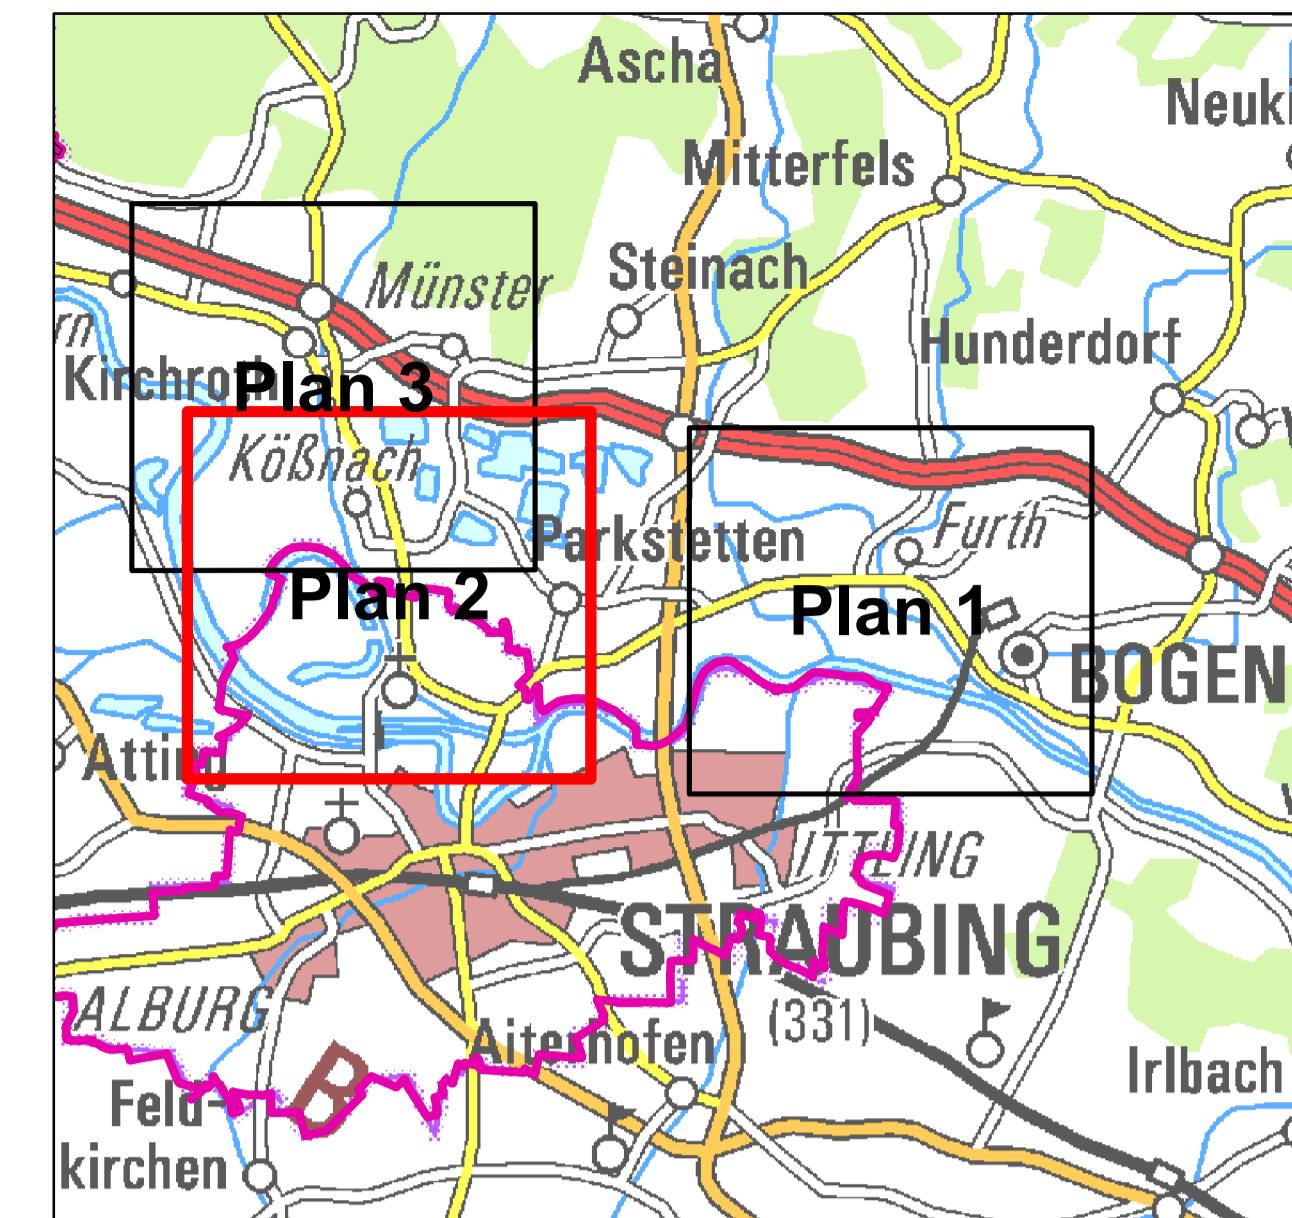 Ascha
Neuki
Mitterfels
Steinach
Münster
rn
Hunderdorf
Kirchroth
Plan 3
Kößnach
Parkstetten
Furth
Plan 2
Plan 1
BOGEN
Atting
ITTLING
STRAUBING
ALBURG
(331)
Aiterhofen
Irlbach
Feld-
kirchen
B